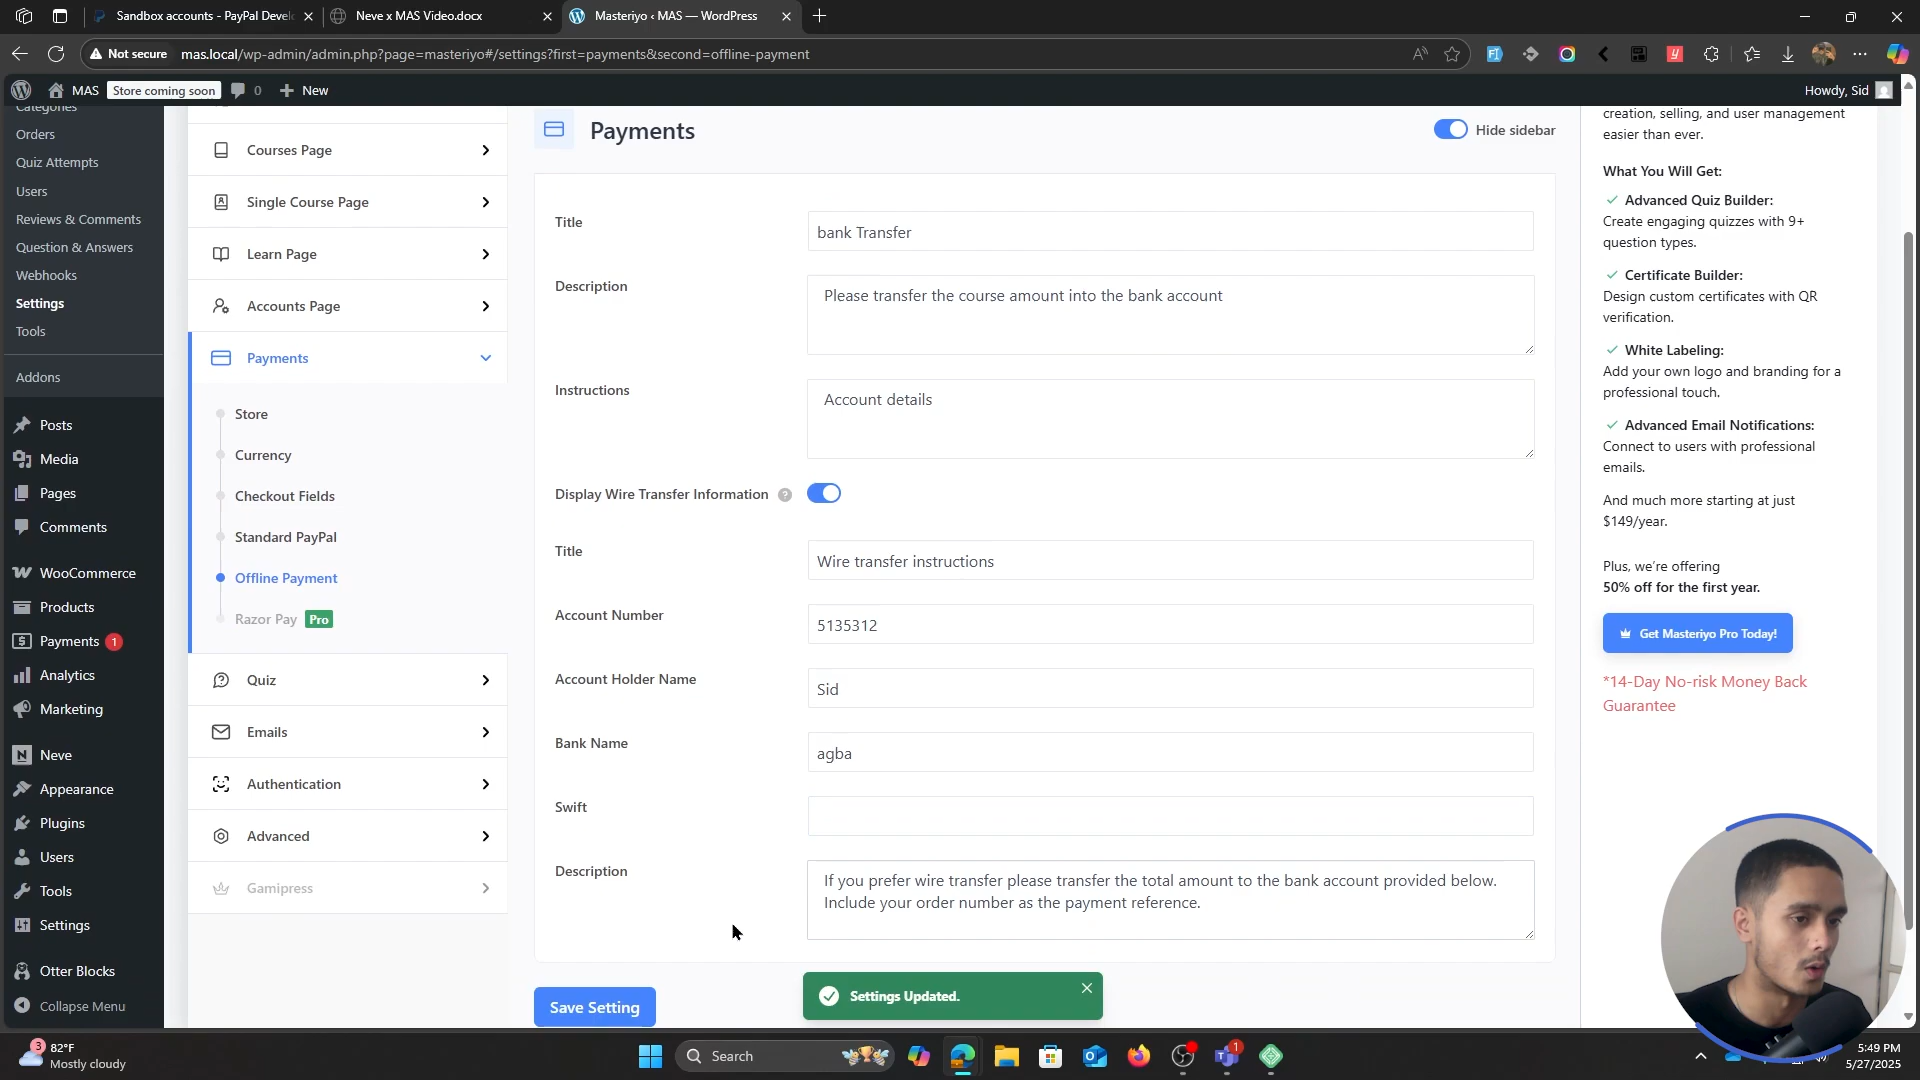 Sandbox accounts - PayPal Devel
Neve x MAS Video.docx
Masteriyo ‹ MAS — WordPress
Not secure
mas.local/wp-admin/admin.php?page=masteriyo#/settings?first=payments&second=offline-payment
MAS
Store coming soon
0
New
Howdy, Sid
Categories
Orders
Quiz Attempts
Users
Reviews & Comments
Question & Answers
Webhooks
Settings
Tools
Addons
Posts
Media
Pages
Comments
WooCommerce
Products
Payments 1
Analytics
Marketing
Neve
Appearance
Plugins
Users
Tools
Settings
Otter Blocks
Collapse Menu
Courses Page
Single Course Page
Learn Page
Accounts Page
Payments
Store
Currency
Checkout Fields
Standard PayPal
Offline Payment
Razor Pay Pro
Quiz
Emails
Authentication
Advanced
Gamipress
Payments
Hide sidebar
Title
bank Transfer
Description
Please transfer the course amount into the bank account
Instructions
Account details
Display Wire Transfer Information ?
Title
Wire transfer instructions
Account Number
5135312
Account Holder Name
Sid
Bank Name
agba
Swift
Description
If you prefer wire transfer please transfer the total amount to the bank account provided below.
Include your order number as the payment reference.
Save Setting
Settings Updated.
creation, selling, and user management
easier than ever.
What You Will Get:
Advanced Quiz Builder:
Create engaging quizzes with 9+
question types.
Certificate Builder:
Design custom certificates with QR
verification.
White Labeling:
Add your own logo and branding for a
professional touch.
Advanced Email Notifications:
Connect to users with professional
emails.
And much more starting at just
$149/year.
Plus, we're offering
50% off for the first year.
Get Masteriyo Pro Today!
*14-Day No-risk Money Back
Guarantee
3
82°F
Mostly cloudy
Search
1
5:49 PM
5/27/2025